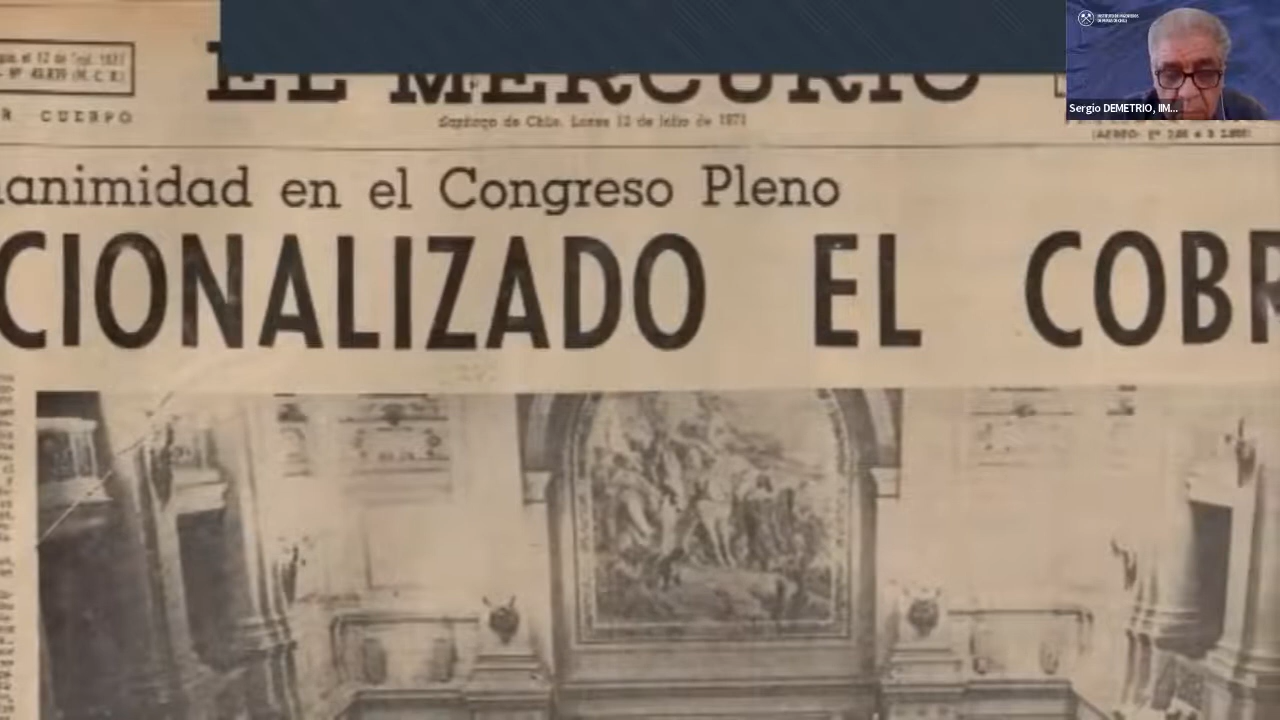 EL MERCURIO
Santiago de Chile, Lunes 12 de Julio de 1971
R CUERPO
animidad en el Congreso Pleno
CIONALIZADO EL COBR
Sergio DEMETRIO, IIM...